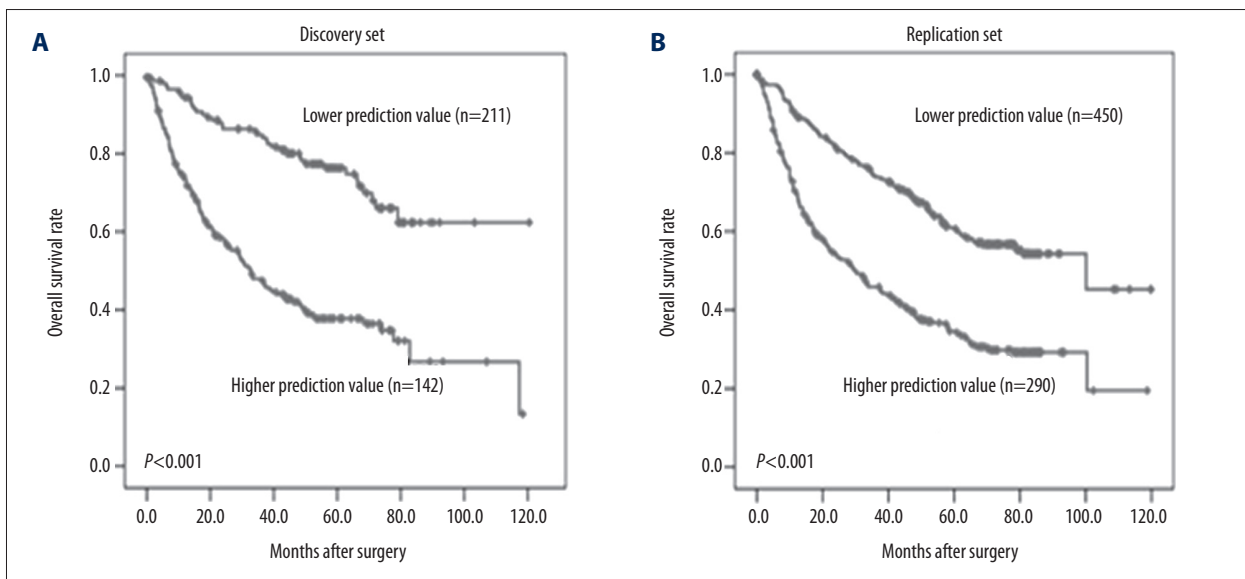 A
Discovery set
1.0
0.8
0.6
0.4
0.2
0.0
Overall survival rate
Lower prediction value (n=211)
Higher prediction value (n=142)
P<0.001
0.0 20.0 40.0 60.0 80.0 100.0 120.0
Months after surgery
B
Replication set
1.0
0.8
0.6
0.4
0.2
0.0
Overall survival rate
Lower prediction value (n=450)
Higher prediction value (n=290)
P<0.001
0.0 20.0 40.0 60.0 80.0 100.0 120.0
Months after surgery